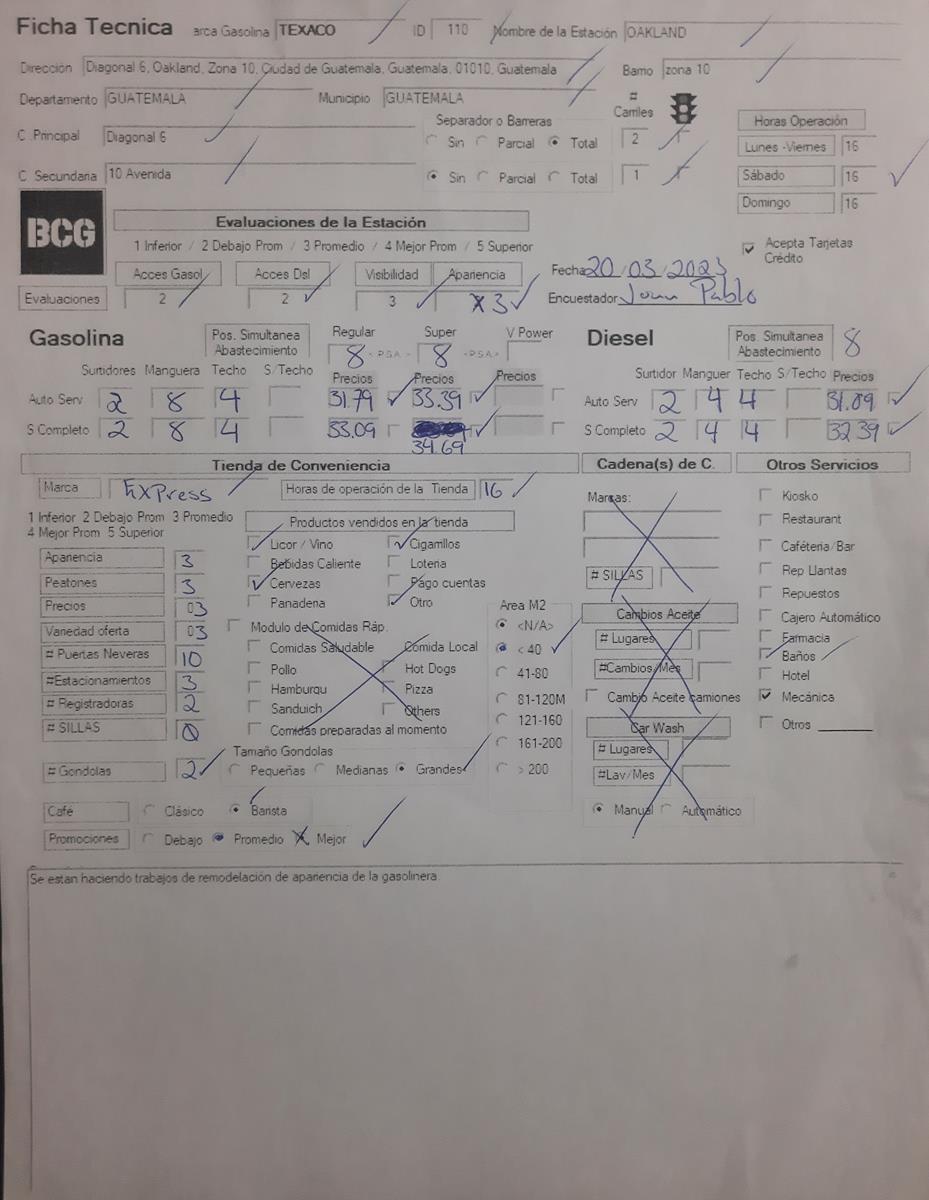 Ficha Tecnica arca Gasolina TEXACO ID 110 Nombre de la Estación OAKLAND
Dirección Diagonal 6, Oakland, Zona 10, Ciudad de Guatemala, Guatemala, 01010, Guatemala Barrio zona 10
Departamento GUATEMALA Municipio GUATEMALA # Carriles
Separador o Barreras Horas Operación
C. Principal Diagonal 6 Sin Parcial Total 2 Lunes -Viernes 16
C. Secundaria 10 Avenida Sin Parcial Total 1 Sábado 16
Domingo 16
BCG Evaluaciones de la Estación
1 Inferior / 2 Debajo Prom / 3 Promedio / 4 Mejor Prom / 5 Superior Acepta Tarjetas Crédito
Acces Gasol Acces Dsl Visibilidad Apariencia Fecha 20/03/2023
Evaluaciones 2 2 3 X 3 Encuestador Juan Pablo
Gasolina Pos. Simultanea Abastecimiento Regular 8 <PSA> Super 8 <PSA> V Power Diesel Pos. Simultanea Abastecimiento 8
Surtidores Manguera Techo S/Techo Precios Precios Precios Surtidor Manguer Techo S/Techo Precios
Auto Serv 2 8 4 31.79 33.39 Auto Serv 2 4 4 31.09
S.Completo 2 8 4 33.09 34.69 S.Completo 2 4 4 32.39
Tienda de Conveniencia Cadena(s) de C. Otros Servicios
Marca ExPress Horas de operación de la Tienda 16 Marcas: Kiosko
1 Inferior 2 Debajo Prom 3 Promedio Productos vendidos en la tienda Restaurant
4 Mejor Prom 5 Superior Licor / Vino Cigarrillos Cafétería/Bar
Apariencia 3 Bebidas Caliente Loteria Rep Llantas
Peatones 3 Cervezas Pago cuentas # SILLAS Repuestos
Precios 03 Panaderia Otro Area M2 Cambios Aceite Cajero Automático
Variedad oferta 03 Modulo de Comidas Ráp. <N/A> # Lugares Farmacia
# Puertas Neveras 10 Comidas Saludable Comida Local < 40 Baños
#Estacionamientos 3 Pollo Hot Dogs 41-80 #Cambios/Mes Hotel
# Registradoras 2 Hamburqu Pizza 81-120M Cambio Aceite camiones Mecánica
# SILLAS 0 Sanduich Others 121-160 Car Wash Otros
Comidas preparadas al momento 161-200 # Lugares
# Gondolas 2 Tamaño Gondolas Pequeñas Medianas Grandes > 200 #Lav/Mes
Café Clásico Barista Manual Automático
Promociones Debajo Promedio Mejor
Se estan haciendo trabajos de remodelación de apariencia de la gasolinera.